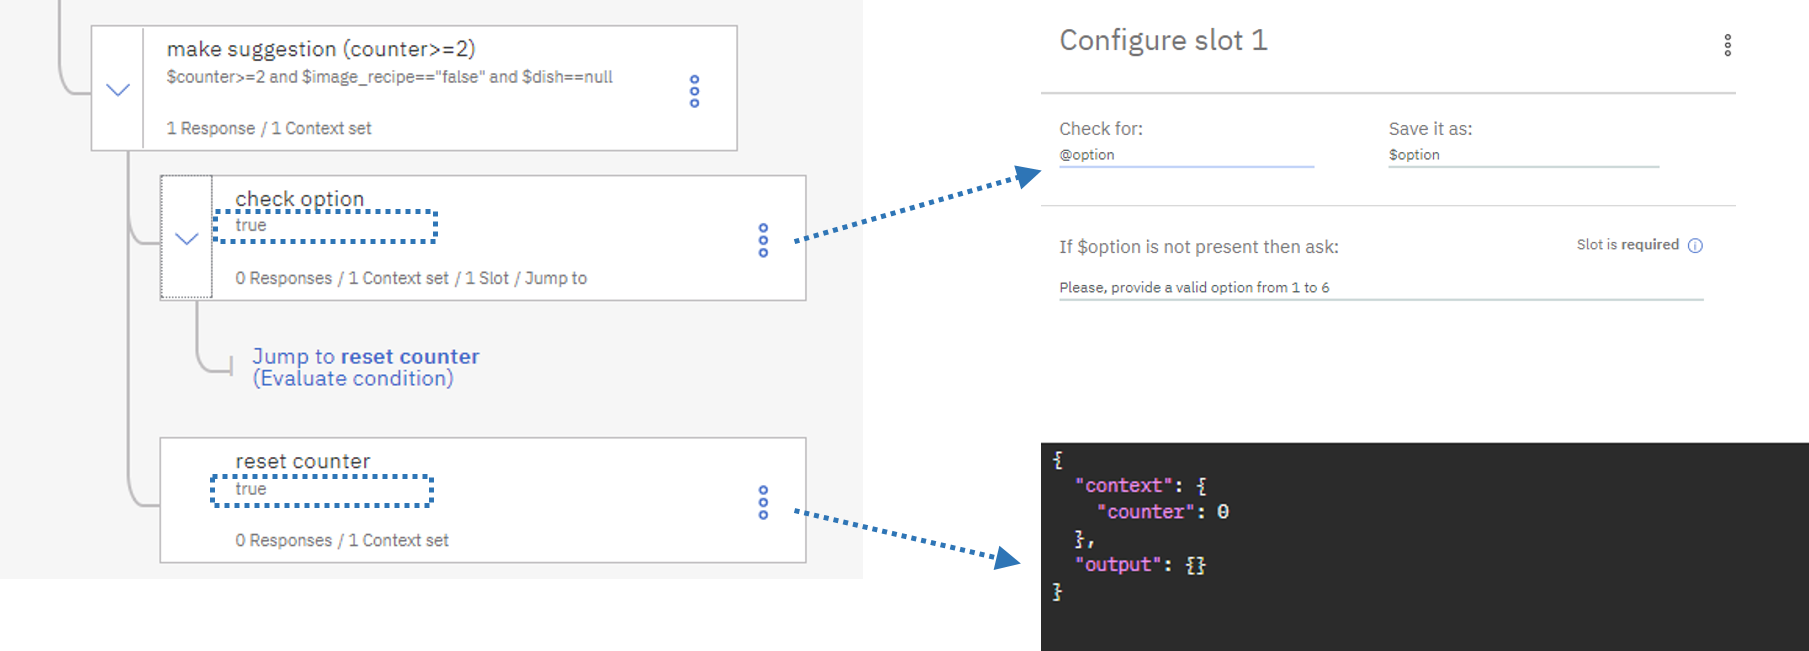 make suggestion (counter>=2)
$counter>=2 and $image_recipe=="false" and $dish==null
1 Response / 1 Context set
check option
true
0 Responses / 1 Context set / 1 Slot / Jump to
Jump to reset counter
(Evaluate condition)
reset counter
true
0 Responses / 1 Context set
Configure slot 1
Check for:
Save it as:
@option
$option
If $option is not present then ask:
Slot is required
Please, provide a valid option from 1 to 6
{
"context": {
"counter": 0
},
"output": {}
}